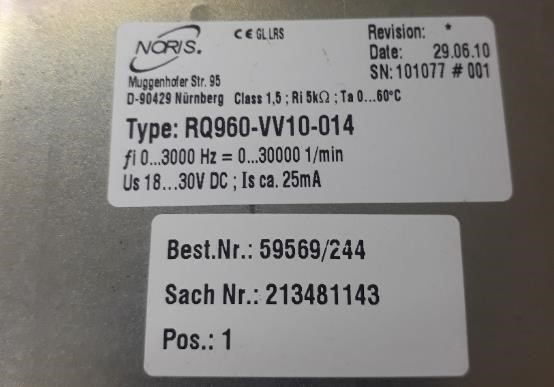 NORIS.
CE GL LRS
Revision: *
Date: 29.06.10
SN: 101077 # 001
Muggenhofer Str. 95
D-90429 Nürnberg Class 1,5 ; Ri 5kΩ ; Ta 0...60°C
Type: RQ960-VV10-014
fi 0...3000 Hz = 0...30000 1/min
Us 18...30V DC ; Is ca. 25mA
Best.Nr.: 59569/244
Sach Nr.: 213481143
Pos.: 1